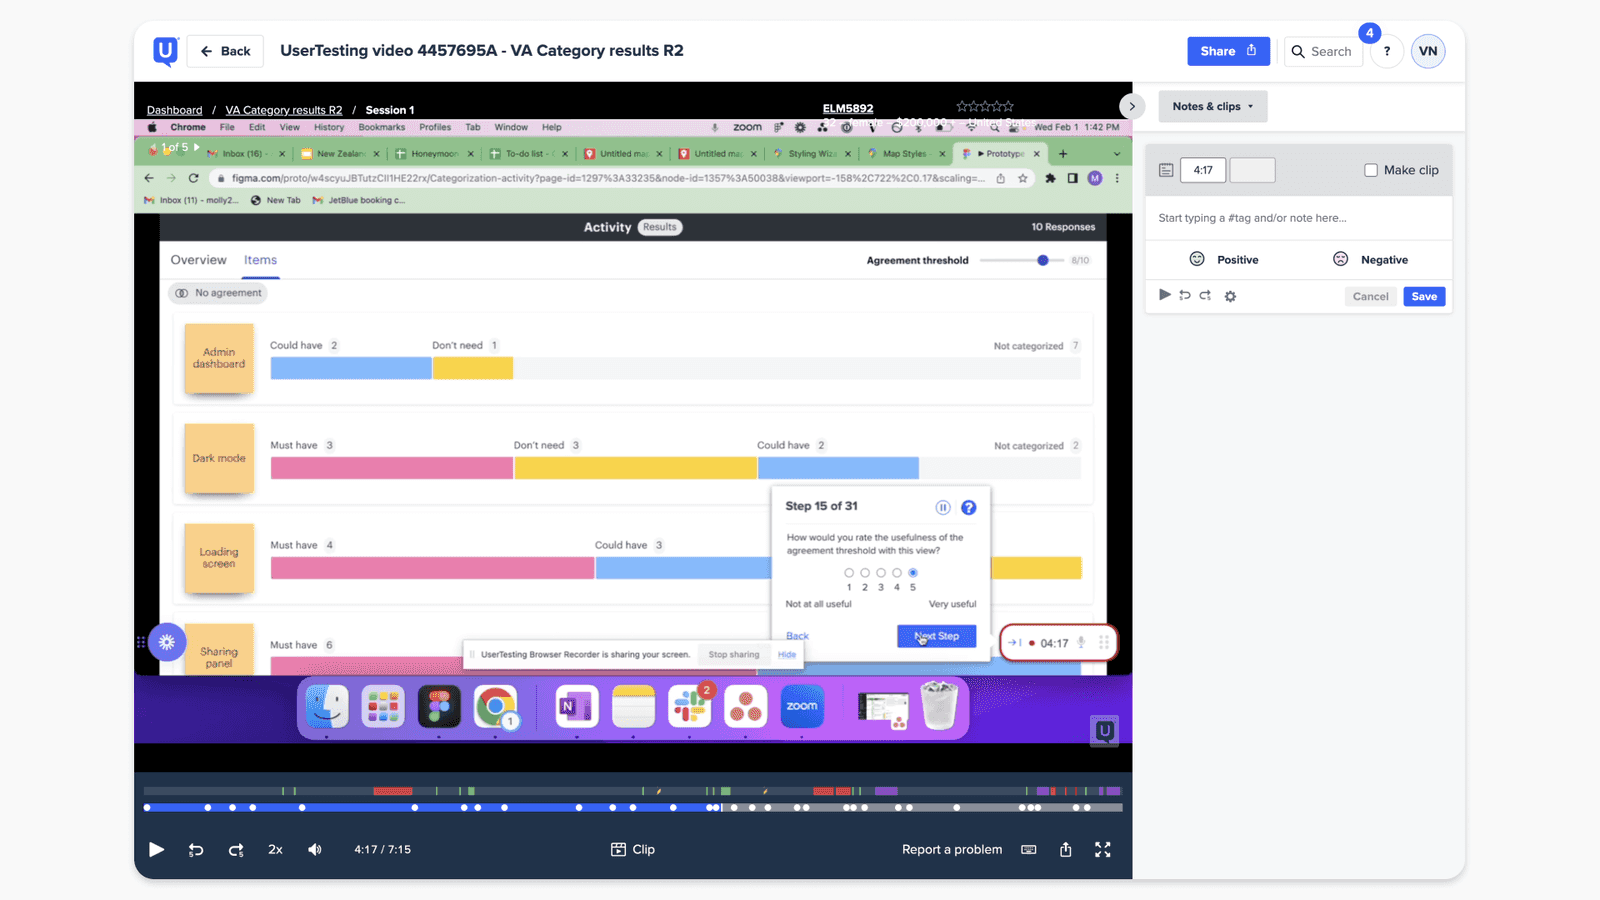 Back
UserTesting video 4457695A - VA Category results R2
Share
Search
4
?
VN
Dashboard / VA Category results R2 / Session 1
ELM5892
Notes & clips
Chrome File Edit View History Bookmarks Profiles Tab Window Help
zoom
Wed Feb 1 1:42 PM
1 of 5
Inbox (16) -
New Zealan
Honeymoon
To-do list -
Untitled ma
Untitled ma
Styling Wiz
Map Styles
Prototype
figma.com/proto/w4scyuJBTutzCIl1HE22rx/Categorization-activity?page-id=1297%3A33235&node-id=1357%3A50038&viewport=-158%2C722%2C0.17&scaling=...
M
Inbox (11) - molly2...
New Tab
JetBlue booking c...
Activity Results
10 Responses
Overview Items
Agreement threshold 8/10
No agreement
Admin
dashboard
Could have 2
Don't need 1
Not categorized 7
Dark mode
Must have 3
Don't need 3
Could have 2
Not categorized 2
Loading
screen
Must have 4
Could have 3
Sharing
panel
Must have 6
Step 15 of 31
?
How would you rate the usefulness of the
agreement threshold with this view?
1 2 3 4 5
Not at all useful Very useful
Back
Next Step
04:17
UserTesting Browser Recorder is sharing your screen. Stop sharing Hide
N
1
2
zoom
4:17
Make clip
Start typing a #tag and/or note here...
Positive
Negative
Cancel
Save
5
5
2x
4:17 / 7:15
Clip
Report a problem